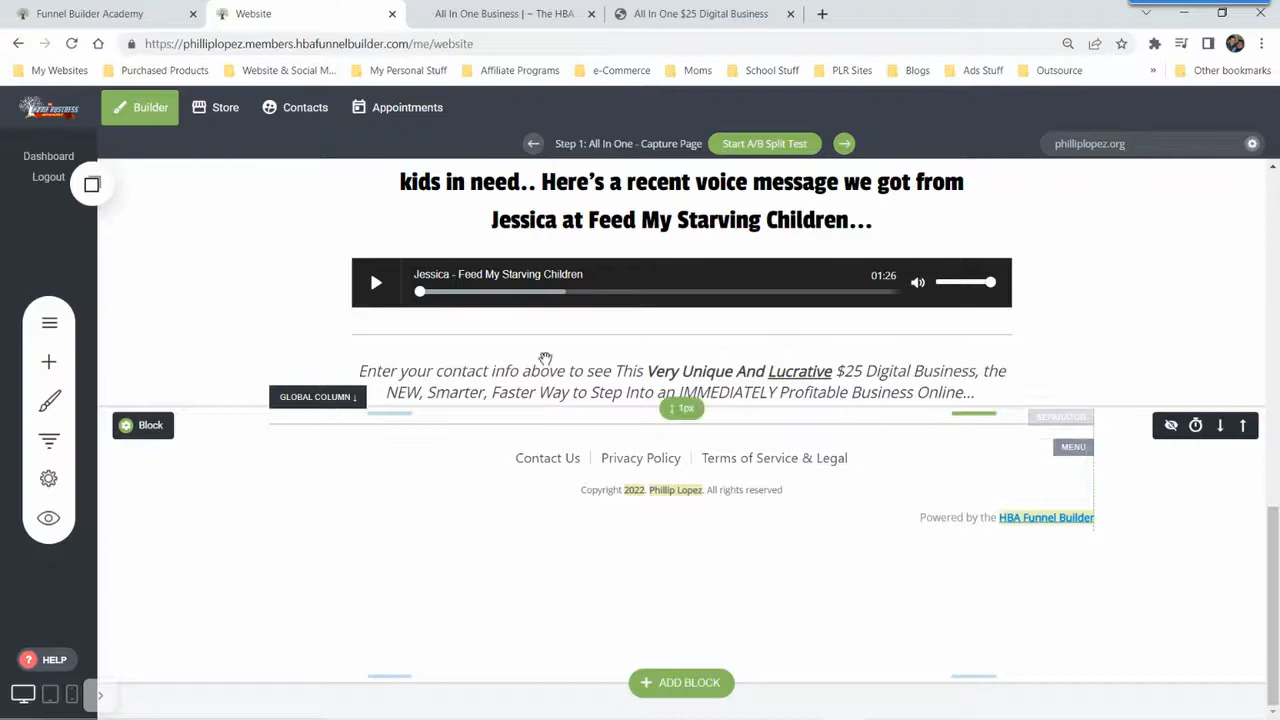 Funnel Builder Academy
Website
All In One Business | ~ The HBA
All In One $25 Digital Business
https://philliplopez.members.hbafunnelbuilder.com/me/website
My Websites
Purchased Products
Website & Social M...
My Personal Stuff
Affiliate Programs
e-Commerce
Moms
School Stuff
PLR Sites
Blogs
Ads Stuff
Outsource
»
Other bookmarks
Builder
Store
Contacts
Appointments
Dashboard
Logout
Step 1: All In One - Capture Page
Start A/B Split Test
philliplopez.org
kids in need.. Here's a recent voice message we got from
Jessica at Feed My Starving Children...
Jessica - Feed My Starving Children
01:26
Enter your contact info above to see This Very Unique And Lucrative $25 Digital Business, the
NEW, Smarter, Faster Way to Step Into an IMMEDIATELY Profitable Business Online...
GLOBAL COLUMN ↓
1px
SEPARATOR
Block
MENU
Contact Us | Privacy Policy | Terms of Service & Legal
Copyright 2022. Phillip Lopez. All rights reserved
Powered by the HBA Funnel Builder
? HELP
+ ADD BLOCK